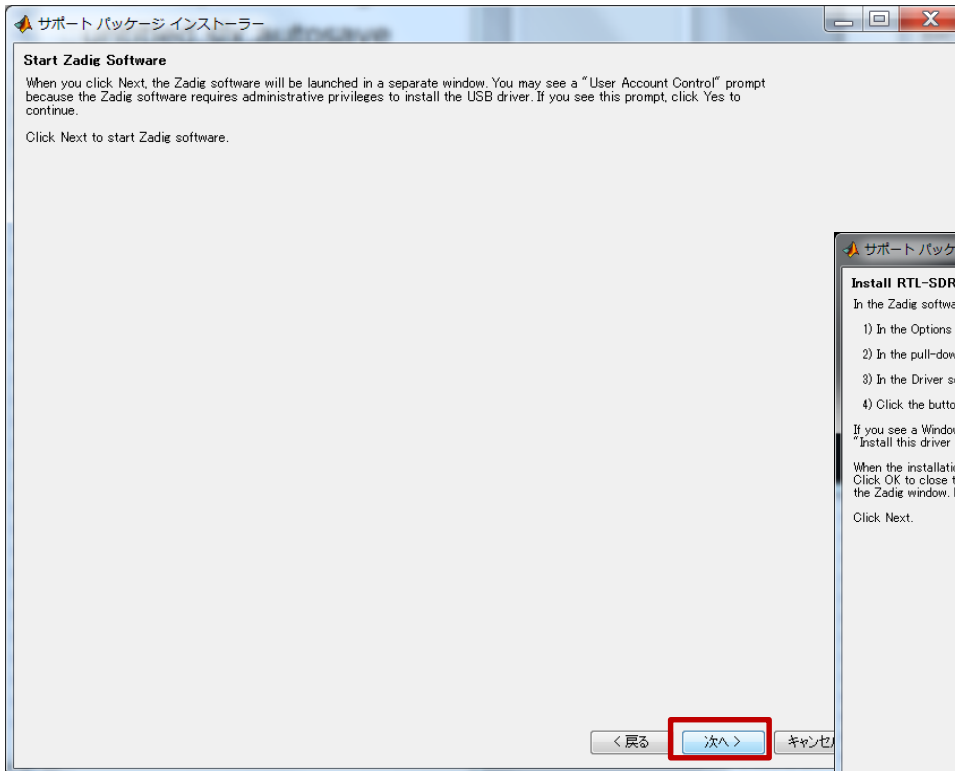 サポート パッケージ インストーラー
Start Zadig Software
When you click Next, the Zadig software will be launched in a separate window. You may see a "User Account Control" prompt
because the Zadig software requires administrative privileges to install the USB driver. If you see this prompt, click Yes to
continue.
Click Next to start Zadig software.
< 戻る
次へ >
キャンセル
サポート パッケ
Install RTL-SDR
In the Zadig softwa
1) In the Options
2) In the pull-dow
3) In the Driver s
4) Click the butto
If you see a Windo
"Install this driver
When the installati
Click OK to close t
the Zadig window.
Click Next.